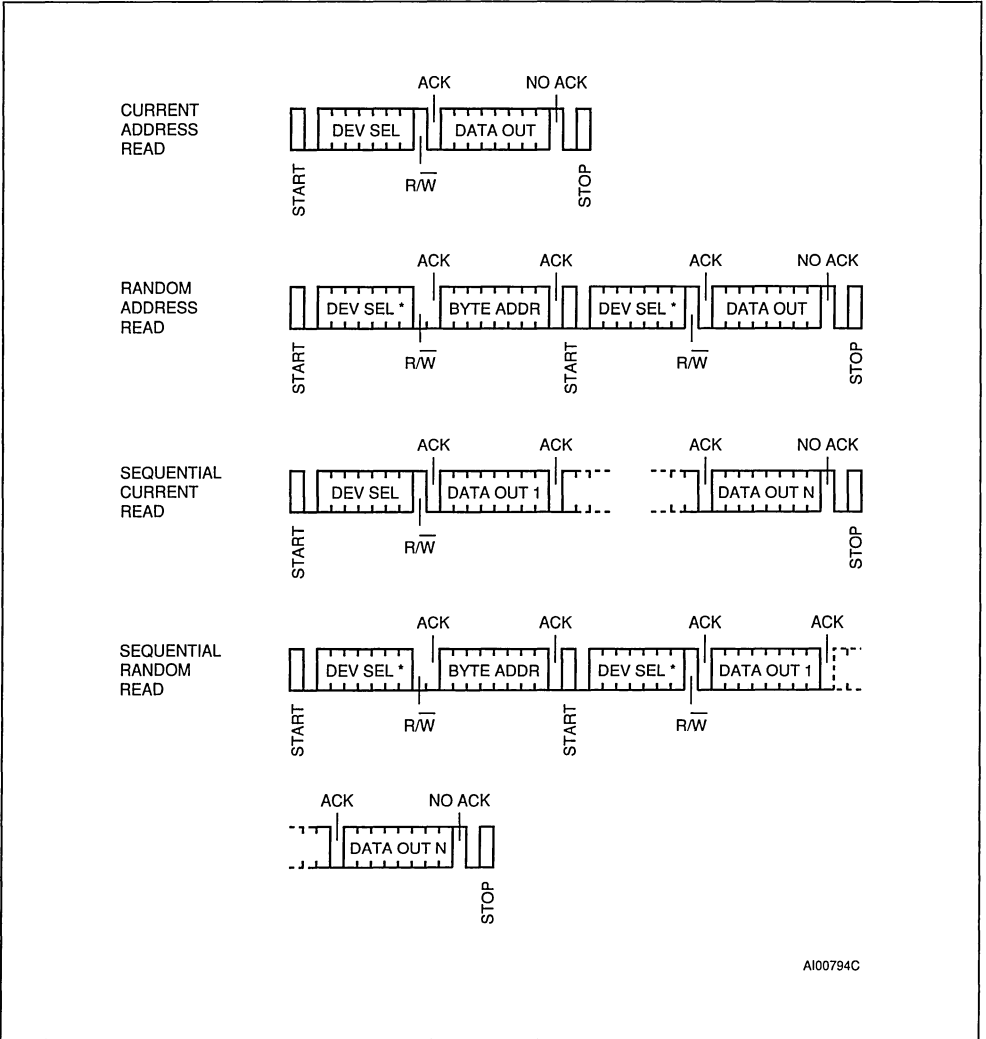 ACK NO ACK
CURRENT
ADDRESS
READ
DEV SEL DATA OUT
START R/W STOP
ACK ACK ACK NO ACK
RANDOM
ADDRESS
READ
DEV SEL * BYTE ADDR DEV SEL * DATA OUT
START R/W START R/W STOP
ACK ACK ACK NO ACK
SEQUENTIAL
CURRENT
READ
DEV SEL DATA OUT 1 DATA OUT N
START R/W STOP
ACK ACK ACK ACK
SEQUENTIAL
RANDOM
READ
DEV SEL * BYTE ADDR DEV SEL * DATA OUT 1
START R/W START R/W
ACK NO ACK
DATA OUT N
STOP
AI00794C